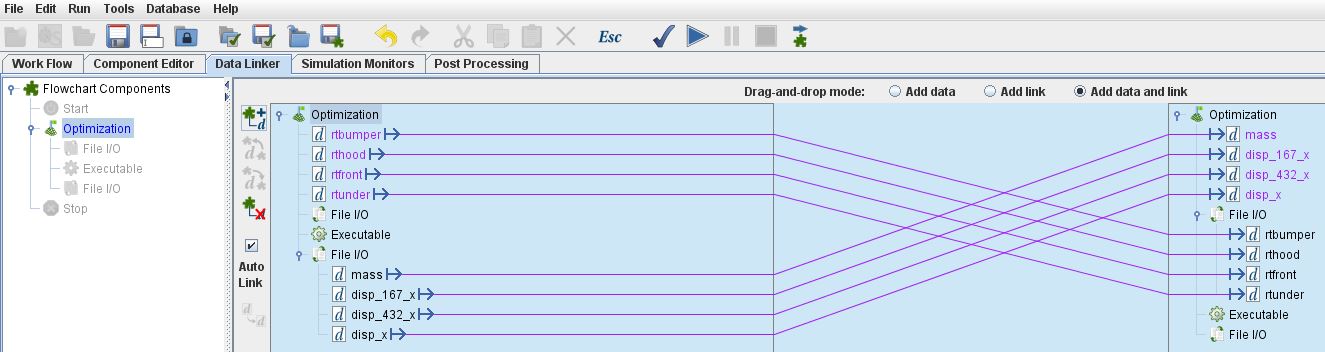 File Edit Run Tools Database Help
Esc
Work Flow Component Editor Data Linker Simulation Monitors Post Processing
Flowchart Components
Start
Optimization
File I/O
Executable
File I/O
Stop
Drag-and-drop mode: Add data Add link Add data and link
d
Auto
Link
d
d
Optimization
d rtbumper
d rthood
d rtfront
d rtunder
File I/O
Executable
File I/O
d mass
d disp_167_x
d disp_432_x
d disp_x
Optimization
d mass
d disp_167_x
d disp_432_x
d disp_x
File I/O
d rtbumper
d rthood
d rtfront
d rtunder
Executable
File I/O